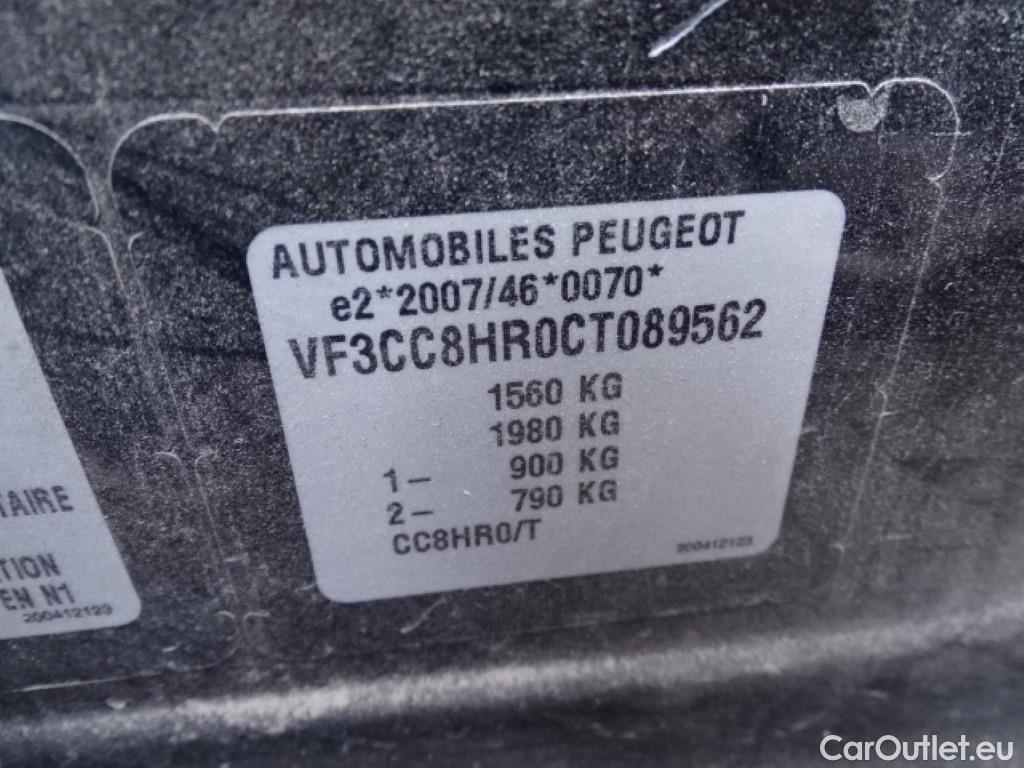 AUTOMOBILES PEUGEOT
e2*2007/46*0070*
VF3CC8HR0CT089562
1560 KG
1980 KG
1- 900 KG
2- 790 KG
CC8HR0/T
200412123
TAIRE
TION
EN N1
200412123
CarOutlet.eu